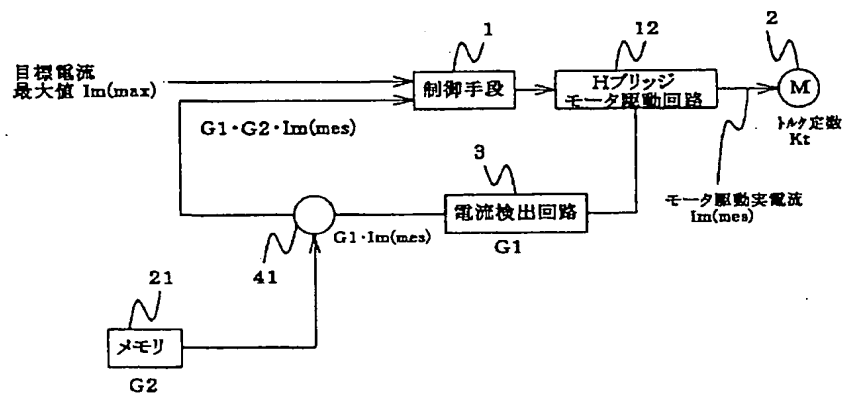 1
12
2
目標電流
最大値 Im(max)
制御手段
Hブリッジ
モータ駆動回路
M
トルク定数
Kt
G1・G2・Im(mes)
3
電流検出回路
G1
モータ駆動実電流
Im(mes)
41
G1・Im(mes)
21
メモリ
G2